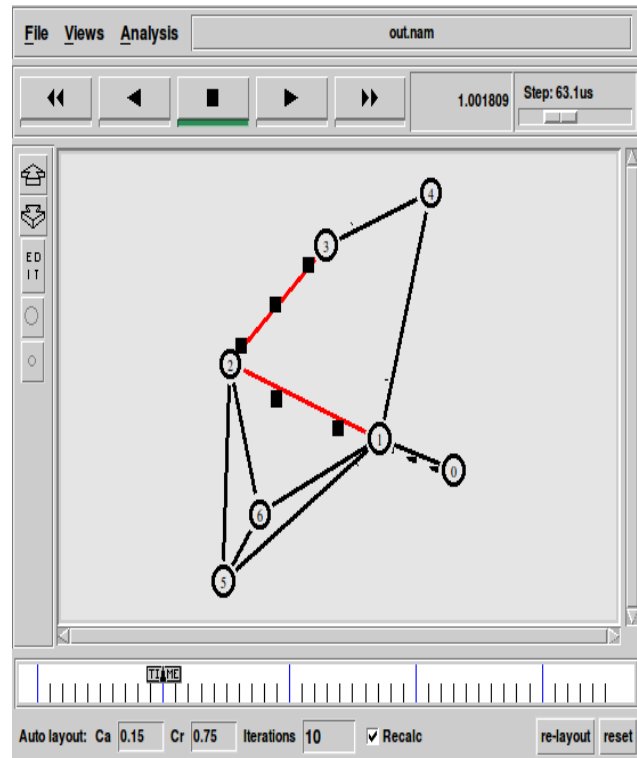 File Views Analysis out.nam
1.001809 Step: 63.1us
ED
IT
4
3
2
1
0
6
5
TIME
Auto layout: Ca 0.15 Cr 0.75 Iterations 10 Recalc re-layout reset